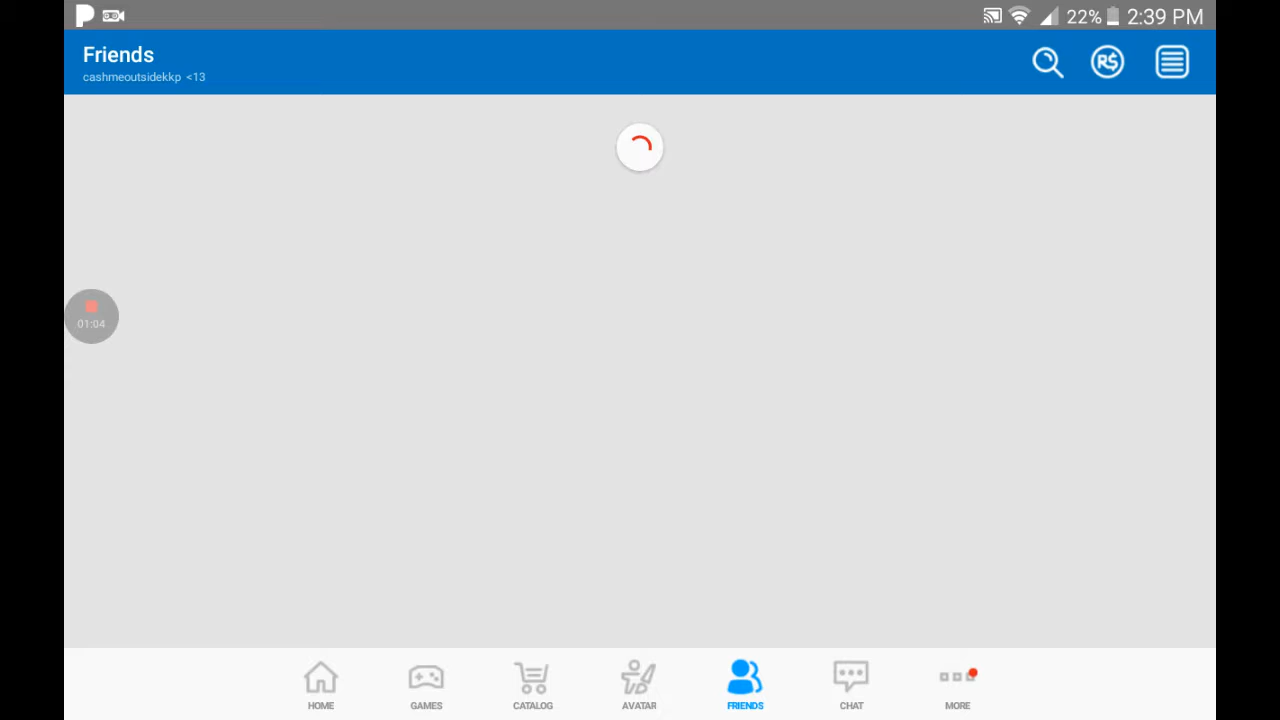 22% 2:39 PM
Friends
cashmeoutsidekkp <13
R$
01:04
HOME GAMES CATALOG AVATAR FRIENDS CHAT MORE